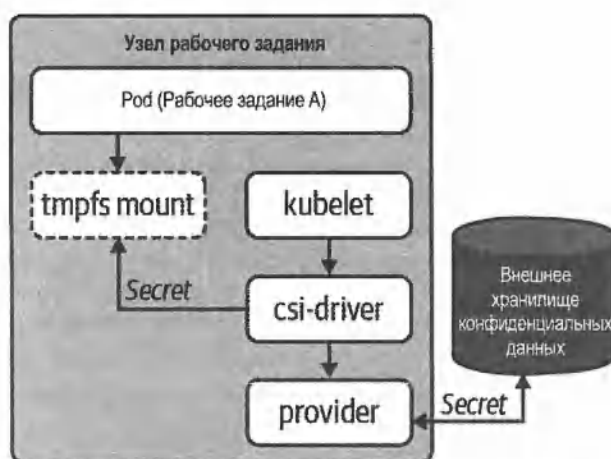 Узел рабочего задания
Pod (Рабочее задание A)
tmpfs mount
kubelet
Secret
csi-driver
Внешнее
хранилище
конфиденциальных
данных
provider
Secret